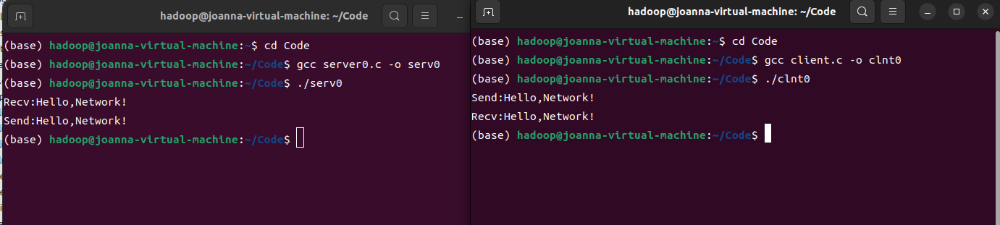 hadoop@joanna-virtual-machine: ~/Code
(base) hadoop@joanna-virtual-machine:~$ cd Code
(base) hadoop@joanna-virtual-machine:~/Code$ gcc server0.c -o serv0
(base) hadoop@joanna-virtual-machine:~/Code$ ./serv0
Recv:Hello,Network!
Send:Hello,Network!
(base) hadoop@joanna-virtual-machine:~/Code$
hadoop@joanna-virtual-machine: ~/Code
(base) hadoop@joanna-virtual-machine:~$ cd Code
(base) hadoop@joanna-virtual-machine:~/Code$ gcc client.c -o clnt0
(base) hadoop@joanna-virtual-machine:~/Code$ ./clnt0
Send:Hello,Network!
Recv:Hello,Network!
(base) hadoop@joanna-virtual-machine:~/Code$